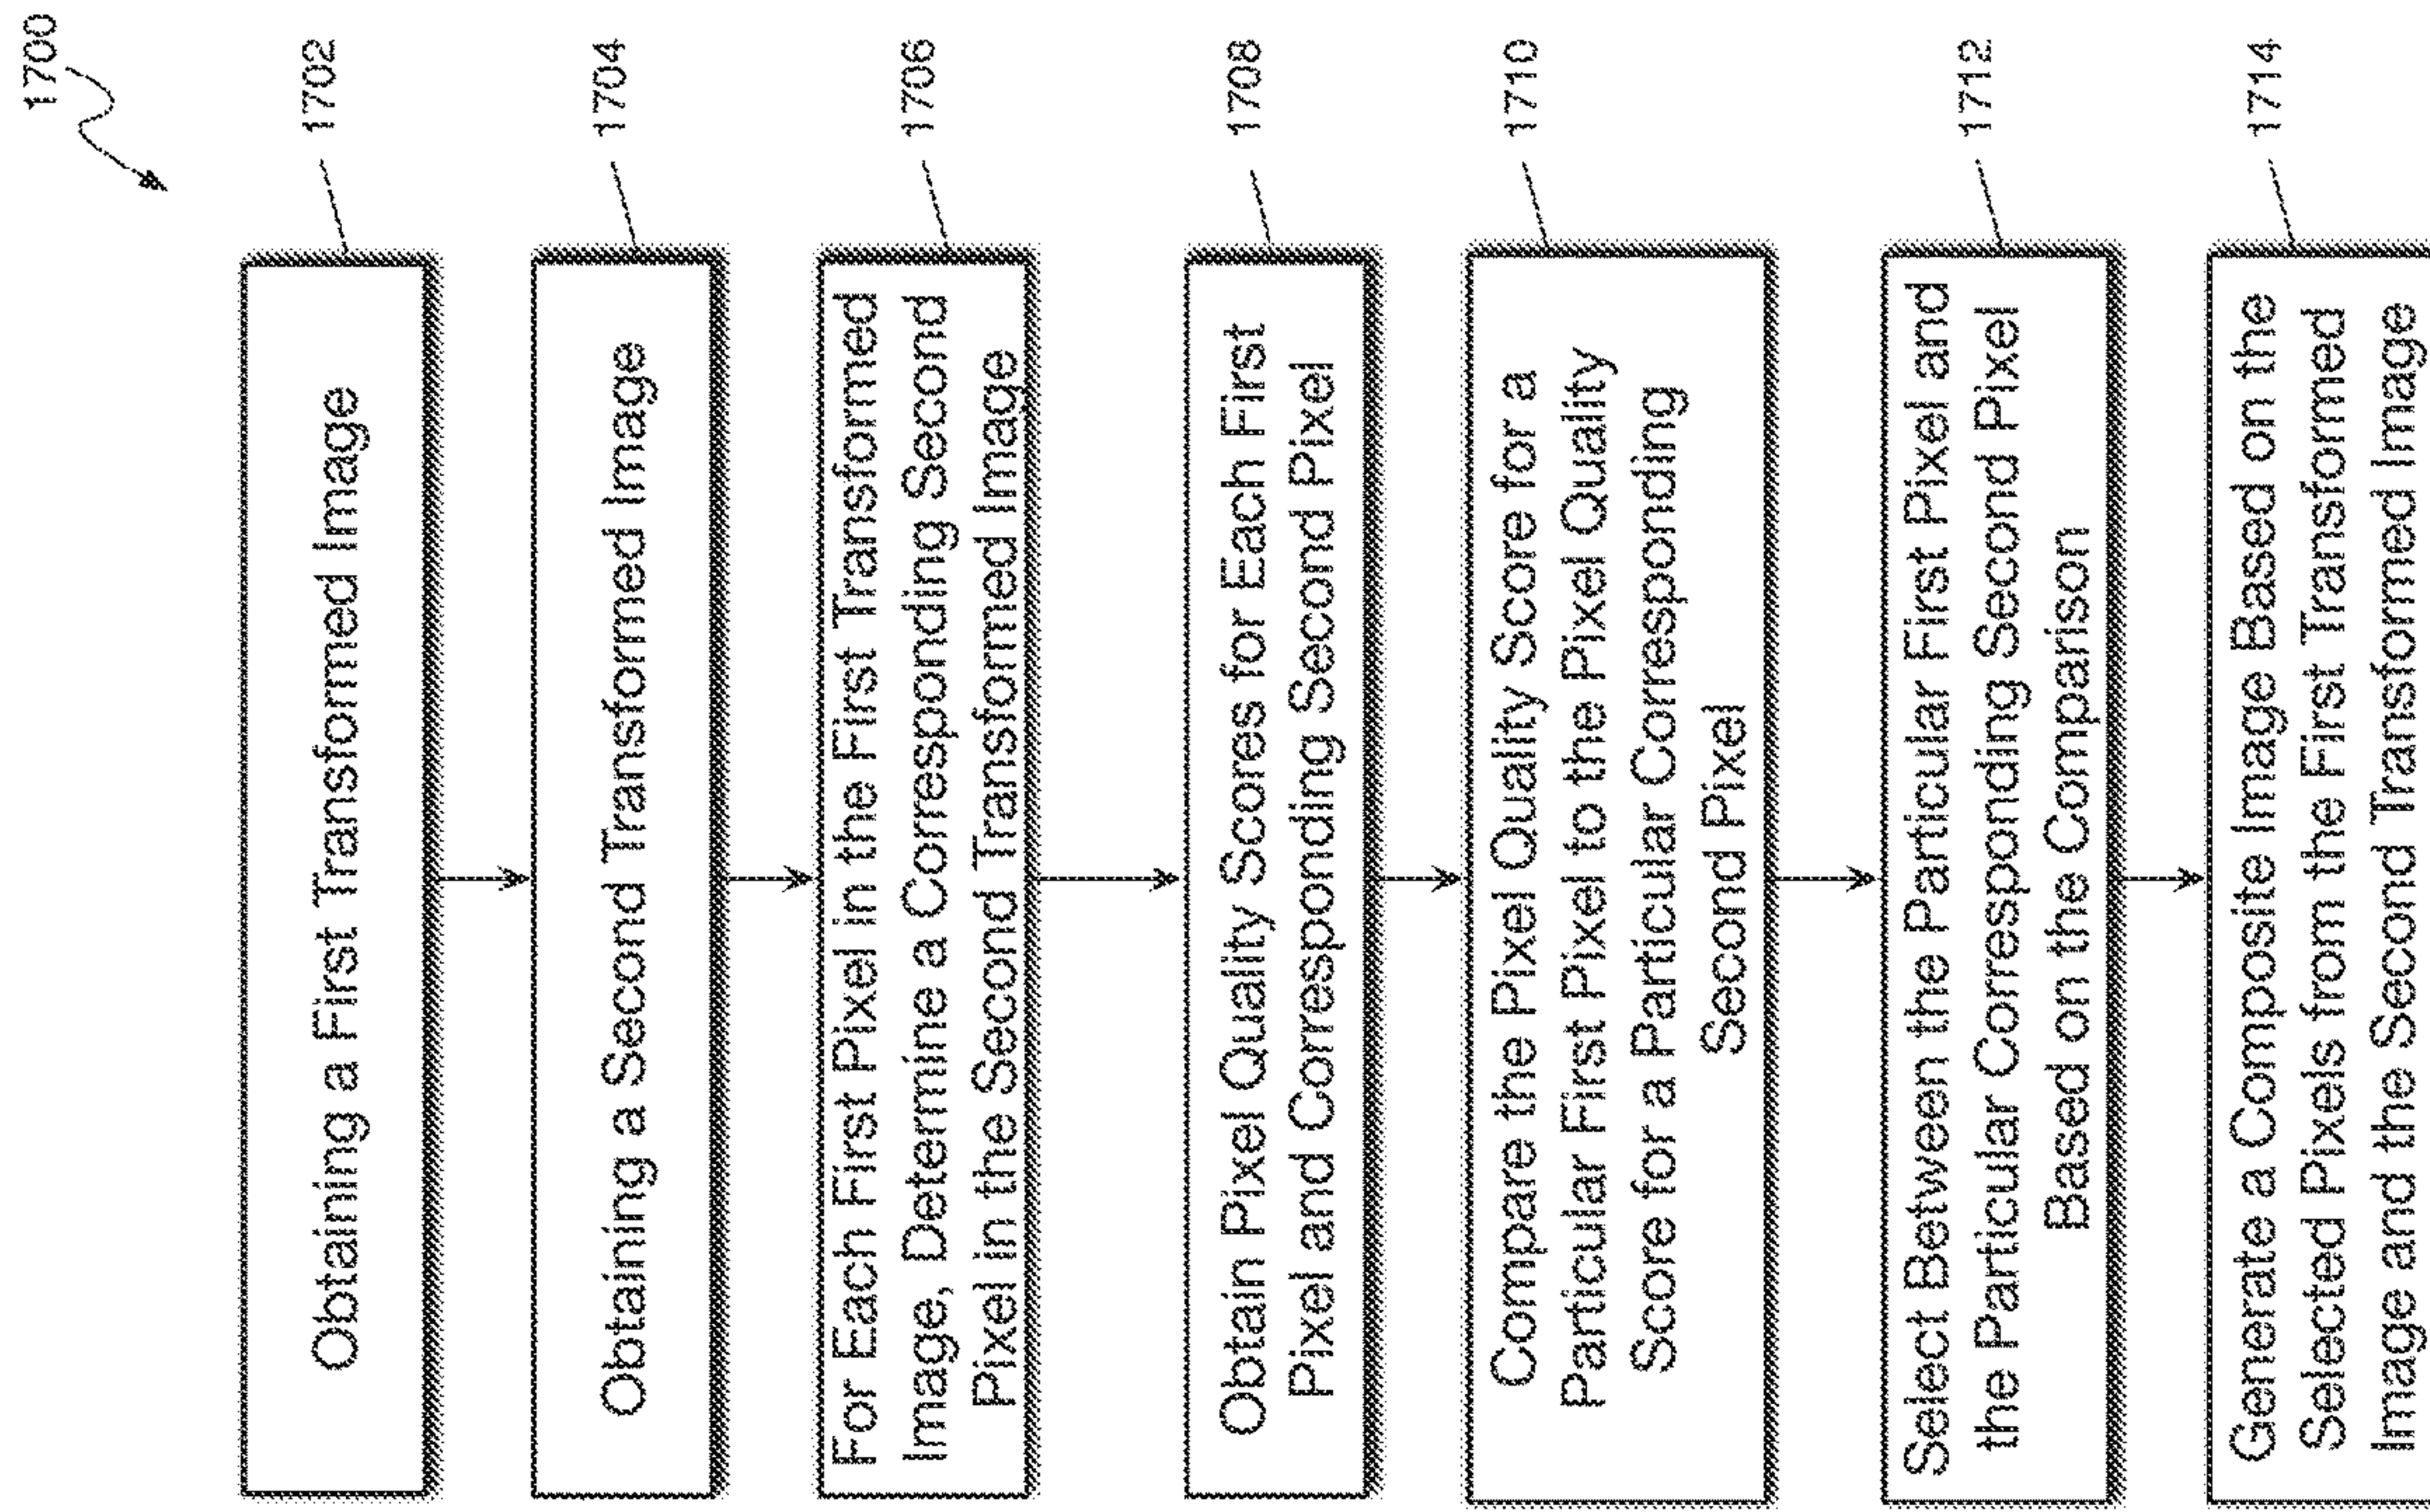 1700
Obtaining a First Transformed Image
1702
Obtaining a Second Transformed Image
1704
For Each First Pixel in the First Transformed
Image, Determine a Corresponding Second
Pixel in the Second Transformed Image
1706
Obtain Pixel Quality Scores for Each First
Pixel and Corresponding Second Pixel
1708
Compare the Pixel Quality Score for a
Particular First Pixel to the Pixel Quality
Score for a Particular Corresponding
Second Pixel
1710
Select Between the Particular First Pixel and
the Particular Corresponding Second Pixel
Based on the Comparison
1712
Generate a Composite Image Based on the
Selected Pixels from the First Transformed
Image and the Second Transformed Image
1714